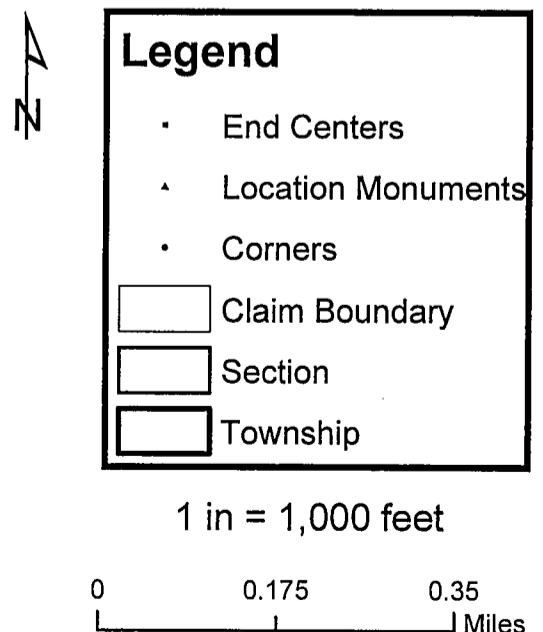 N
Legend
End Centers
Location Monuments
Corners
Claim Boundary
Section
Township
1 in = 1,000 feet
0 0.175 0.35
Miles